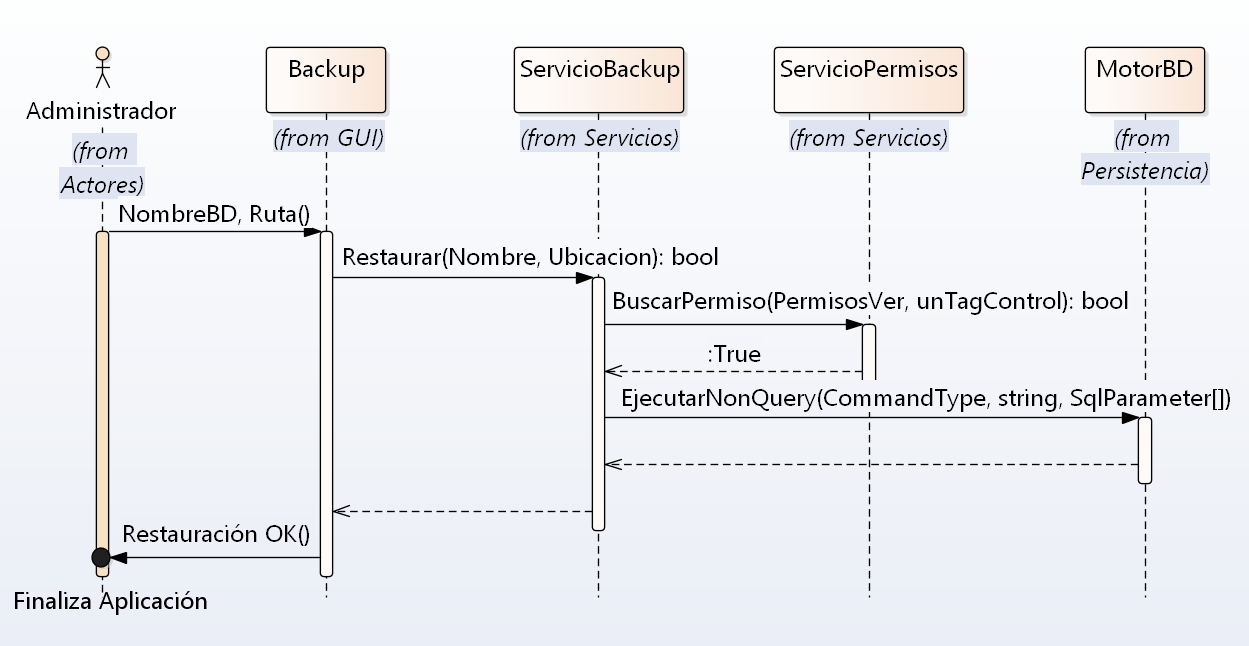 Backup
ServicioBackup
ServicioPermisos
MotorBD
Administrador
(from GUI)
(from Servicios)
(from Servicios)
(from
Persistencia)
(from
Actores)
NombreBD, Ruta()
Restaurar(Nombre, Ubicacion): bool
BuscarPermiso(PermisosVer, unTagControl): bool
:True
EjecutarNonQuery(CommandType, string, SqlParameter[])
Restauración OK()
Finaliza Aplicación